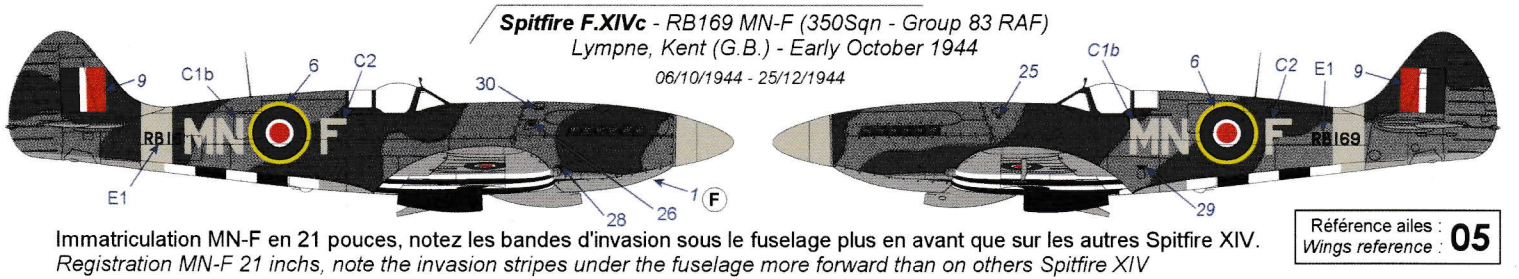 Spitfire F.XIVc - RB169 MN-F (350Sqn - Group 83 RAF)
Lympne, Kent (G.B.) - Early October 1944
06/10/1944 - 25/12/1944
9
C1b
6
C2
30
MN F
RB16
E1
28
26
1 F
25
C1b
6
C2
E1
9
MN F
RB169
29
Immatriculation MN-F en 21 pouces, notez les bandes d'invasion sous le fuselage plus en avant que sur les autres Spitfire XIV.
Registration MN-F 21 inchs, note the invasion stripes under the fuselage more forward than on others Spitfire XIV
Référence ailes :
Wings reference : 05